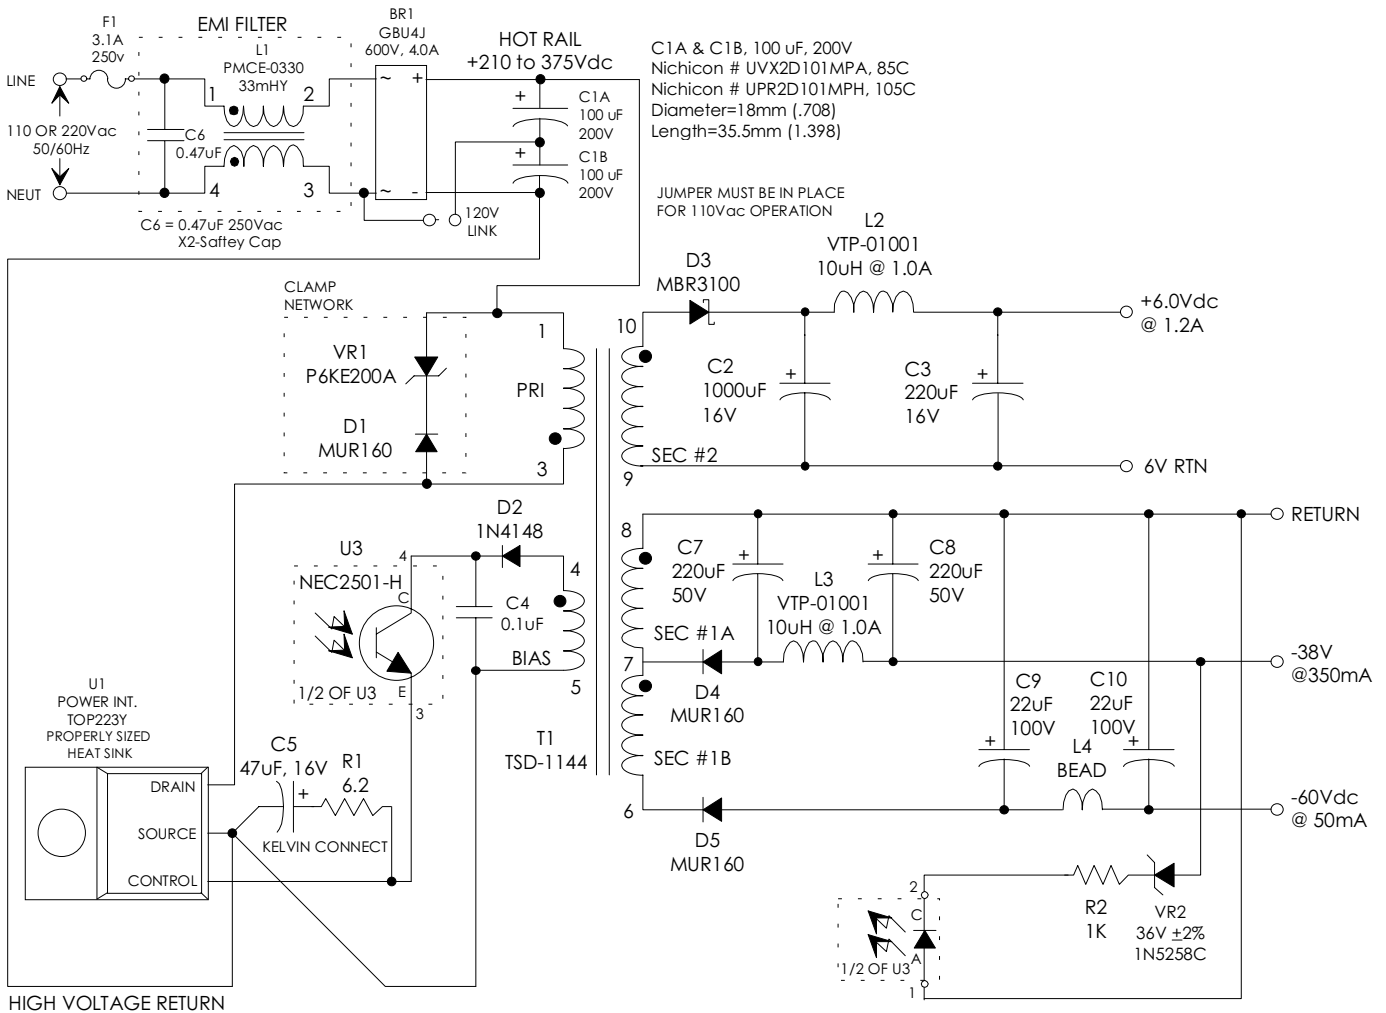 F1
3.1A
250v
EMI FILTER
L1
PMCE-0330
33mHY
BR1
GBU4J
600V, 4.0A
HOT RAIL
+210 to 375Vdc
C1A & C1B, 100 uF, 200V
Nichicon # UVX2D101MPA, 85C
Nichicon # UPR2D101MPH, 105C
Diameter=18mm (.708)
Length=35.5mm (1.398)
LINE
1
2
~
+
+
C1A
100 uF
200V
110 OR 220Vac
50/60Hz
C6
0.47uF
+
C1B
100 uF
200V
NEUT
4
3
~
-
C6 = 0.47uF 250Vac
X2-Saftey Cap
120V
LINK
JUMPER MUST BE IN PLACE
FOR 110Vac OPERATION
L2
VTP-01001
10uH @ 1.0A
D3
MBR3100
CLAMP
NETWORK
+6.0Vdc
@ 1.2A
1
10
VR1
P6KE200A
PRI
C2
1000uF
16V
+
C3
220uF
16V
+
D1
MUR160
3
SEC #2
9
6V RTN
D2
1N4148
8
RETURN
U3
NEC2501-H
4
C
4
C7
220uF
50V
+
C8
220uF
50V
+
L3
VTP-01001
10uH @ 1.0A
C4
0.1uF
BIAS
5
SEC #1A
7
-38V
@350mA
1/2 OF U3
E
3
D4
MUR160
C9
22uF
100V
+
C10
22uF
100V
+
U1
POWER INT.
TOP223Y
PROPERLY SIZED
HEAT SINK
C5
47uF, 16V
+
R1
6.2
T1
TSD-1144
SEC #1B
L4
BEAD
DRAIN
SOURCE
KELVIN CONNECT
CONTROL
6
D5
MUR160
-60Vdc
@ 50mA
2
C
A
1
1/2 OF U3
R2
1K
VR2
36V ±2%
1N5258C
HIGH VOLTAGE RETURN